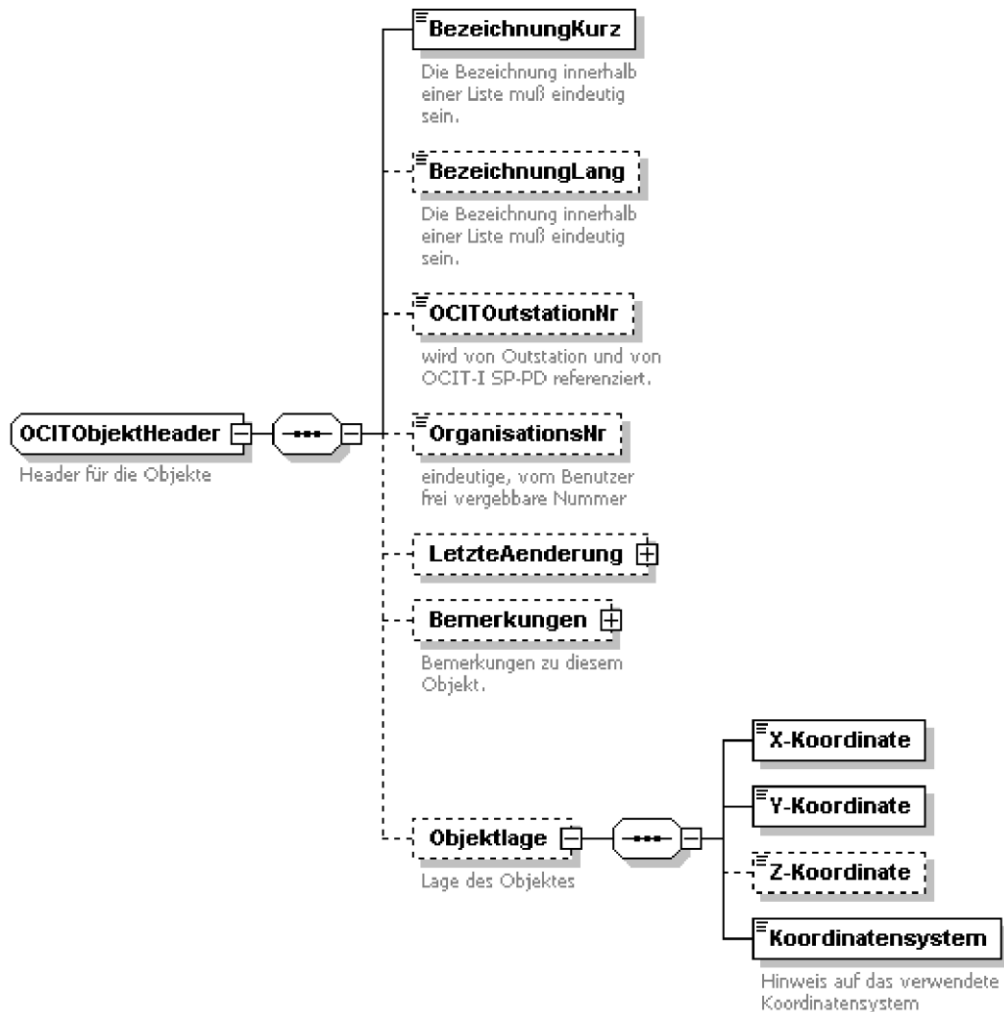 BezeichnungKurz
Die Bezeichnung innerhalb
einer Liste muß eindeutig
sein.
BezeichnungLang
Die Bezeichnung innerhalb
einer Liste muß eindeutig
sein.
OCITOutstationNr
wird von Outstation und von
OCIT-I SP-PD referenziert.
OCITObjektHeader
Header für die Objekte
OrganisationsNr
eindeutige, vom Benutzer
frei vergebbare Nummer
LetzteAenderung
Bemerkungen
Bemerkungen zu diesem
Objekt.
Objektlage
Lage des Objektes
X-Koordinate
Y-Koordinate
Z-Koordinate
Koordinatensystem
Hinweis auf das verwendete
Koordinatensystem